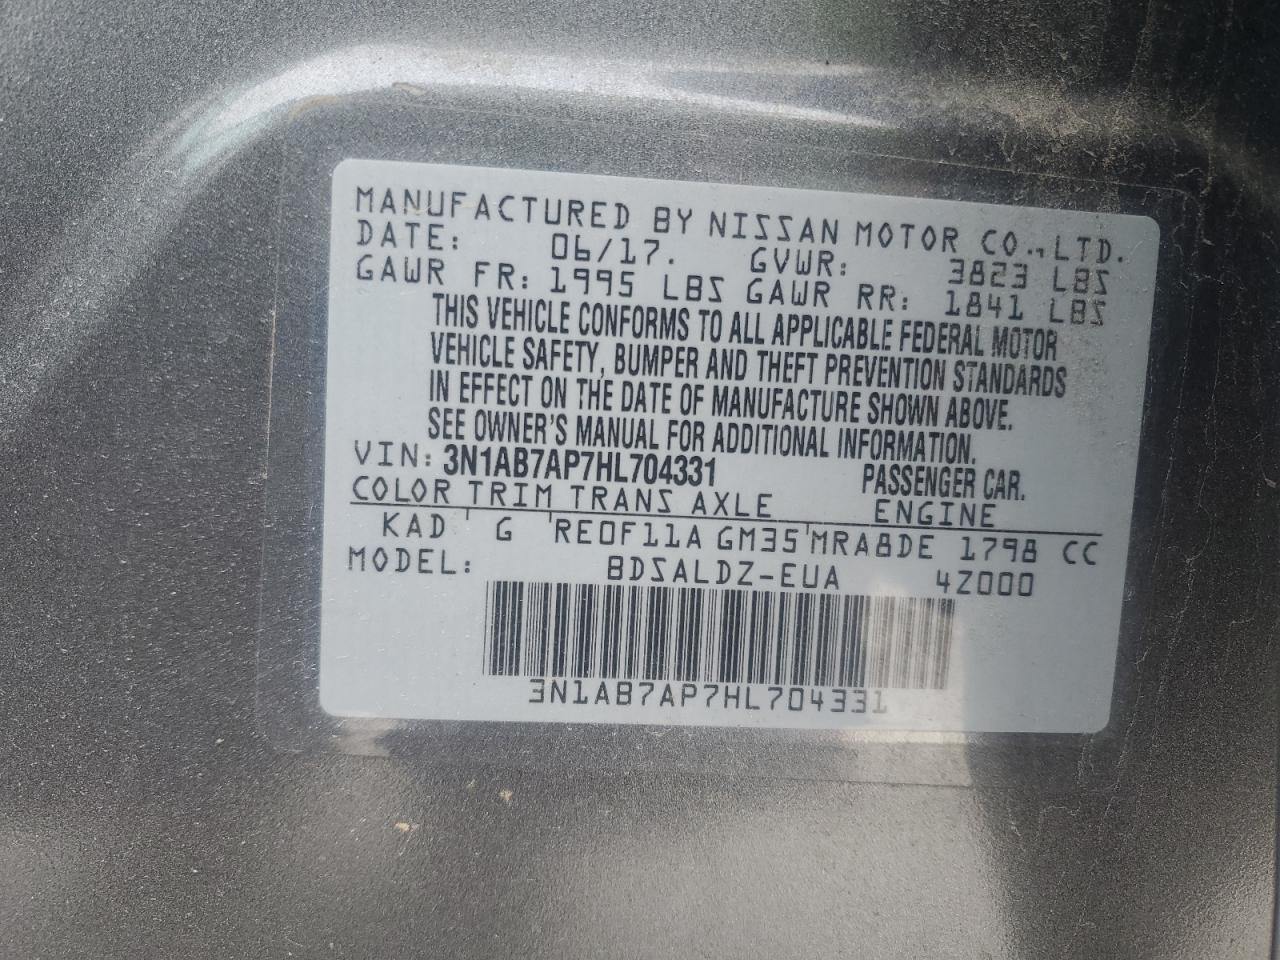 MANUFACTURED BY NISSAN MOTOR CO., LTD.
DATE: 06/17. GVWR: 3823 LBS
GAWR FR: 1995 LBS GAWR RR: 1841 LBS
THIS VEHICLE CONFORMS TO ALL APPLICABLE FEDERAL MOTOR
VEHICLE SAFETY, BUMPER AND THEFT PREVENTION STANDARDS
IN EFFECT ON THE DATE OF MANUFACTURE SHOWN ABOVE.
SEE OWNER'S MANUAL FOR ADDITIONAL INFORMATION.
VIN: 3N1AB7AP7HL704331 PASSENGER CAR.
COLOR TRIM TRANS AXLE ENGINE
KAD G RE0F11A GM35 MRA8DE 1798 CC
MODEL: BDSALDZ-EUA 4Z000
3N1AB7AP7HL704331